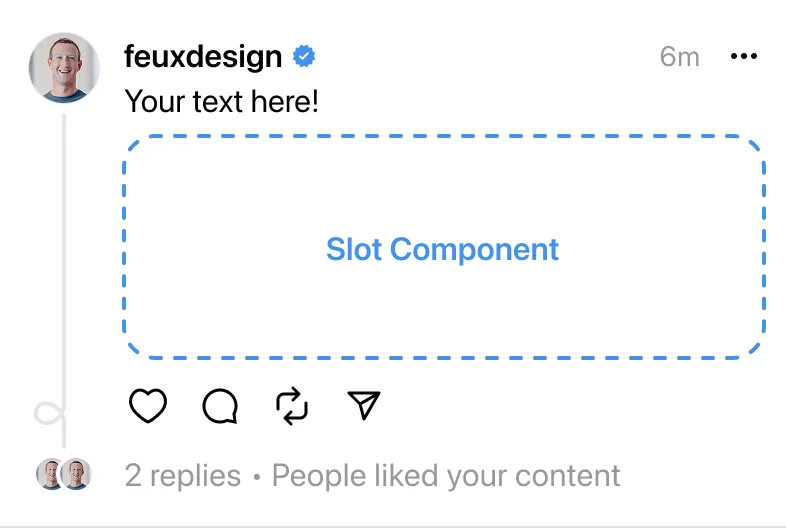 feuxdesign 6m
Your text here!
Slot Component
2 replies • People liked your content